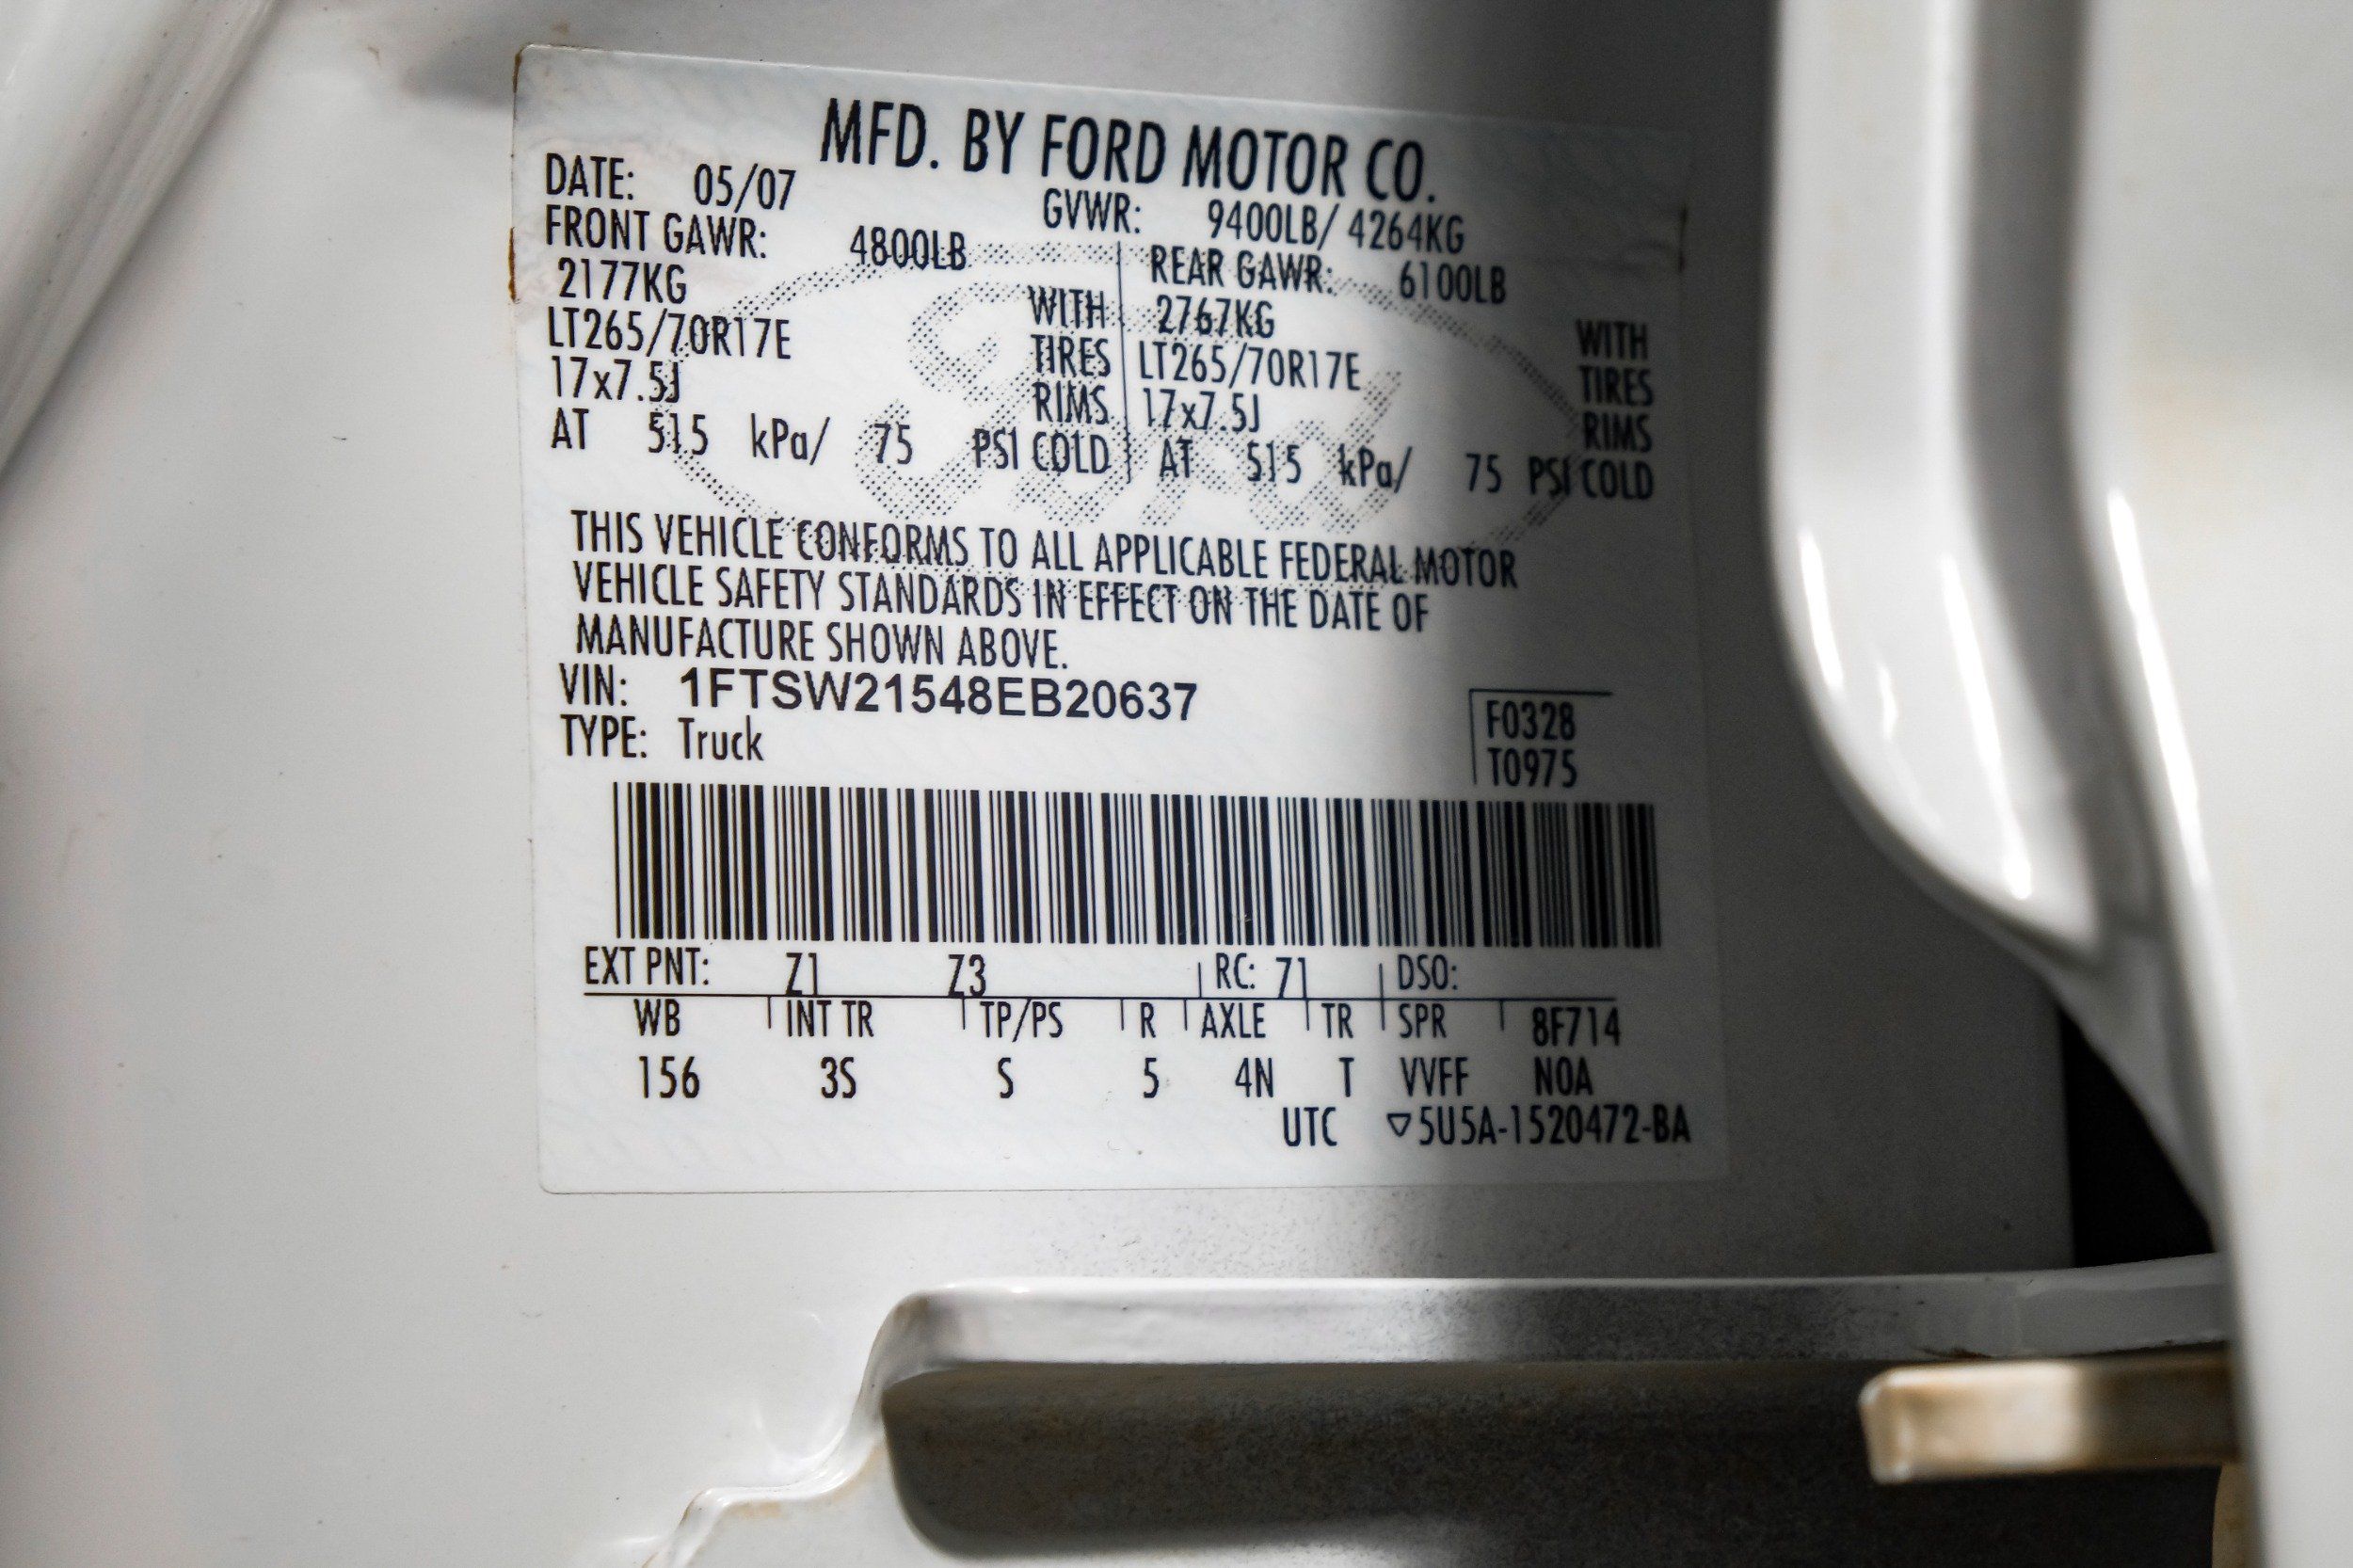 MFD. BY FORD MOTOR CO.
DATE: 05/07 GVWR: 9400LB/ 4264KG
FRONT GAWR: 4800LB REAR GAWR: 6100LB
2177KG WITH 2767KG WITH
LT265/70R17E TIRES LT265/70R17E TIRES
17x7.5J RIMS 17x7.5J RIMS
AT 515 kPa/ 75 PSI COLD AT 515 kPa/ 75 PSI COLD
Ford
THIS VEHICLE CONFORMS TO ALL APPLICABLE FEDERAL MOTOR
VEHICLE SAFETY STANDARDS IN EFFECT ON THE DATE OF
MANUFACTURE SHOWN ABOVE.
VIN: 1FTSW21548EB20637
F0328
TYPE: Truck
T0975
EXT PNT: Z1 Z3 RC: 71 DSO:
WB INT TR TP/PS R AXLE TR SPR 8F714
156 3S S 5 4N T VVFF NOA
UTC ▽5U5A-1520472-BA